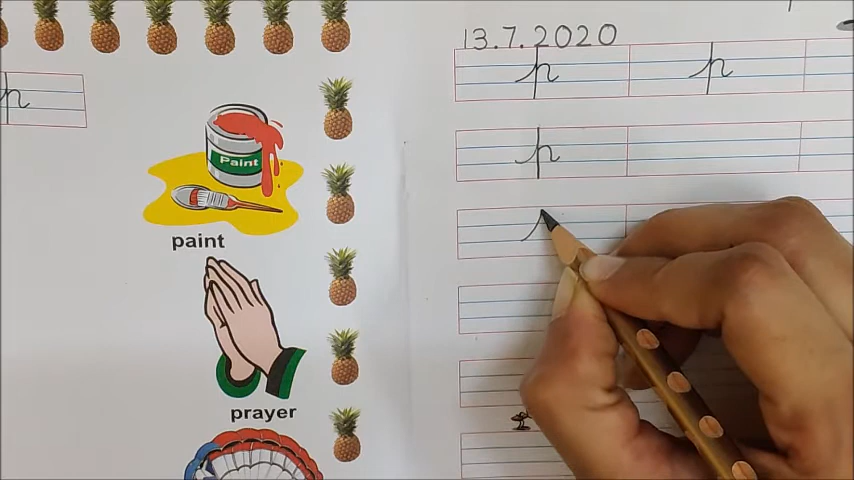 13.7.2020
p
p p
Paint
p
paint
prayer